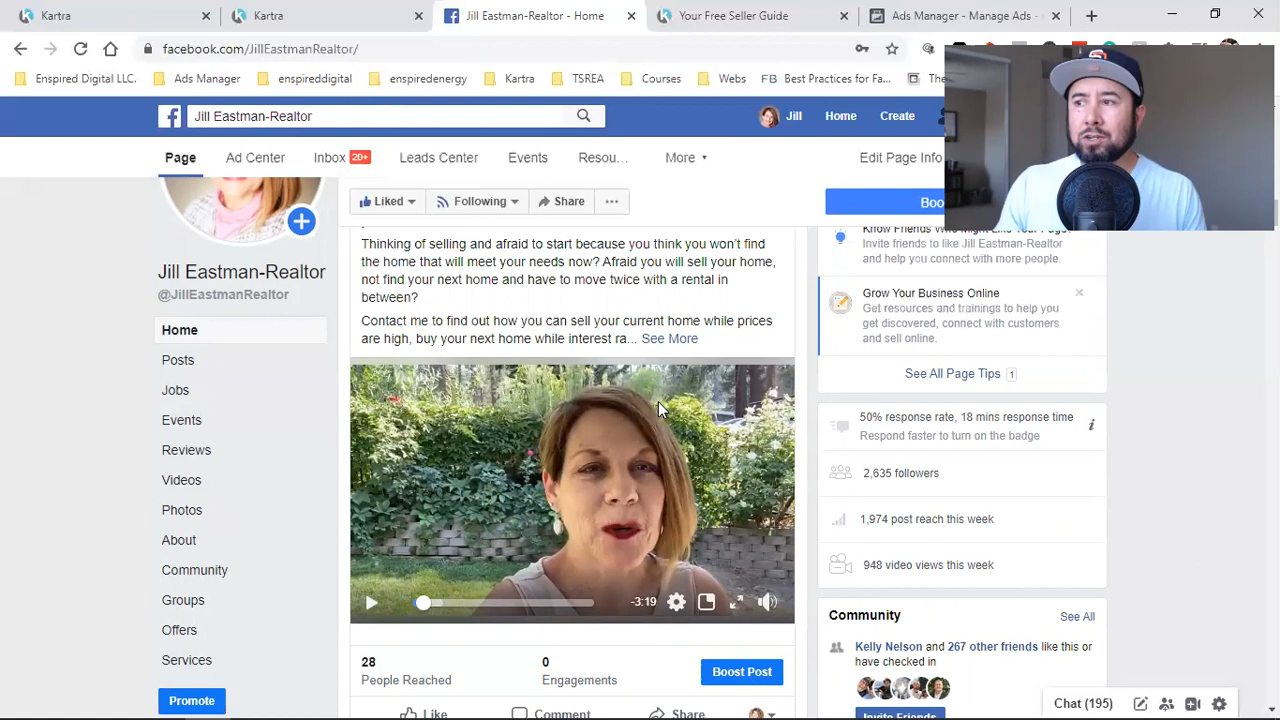 Kartra
Kartra
Jill Eastman-Realtor - Home
Your Free Seller Guide
Ads Manager - Manage Ads -
facebook.com/JillEastmanRealtor/
Enspired Digital LLC.
Ads Manager
enspireddigital
Enspiredenergy
Kartra
TSREA
Courses
Webs
FB Best Practices for Fa...
Jill Eastman-Realtor
Jill
Home
Create
Page
Ad Center
Inbox 20+
Leads Center
Events
Resou...
More
Edit Page Info
Liked
Following
Share
Thinking of selling and afraid to start because you think you won't find
the home that will meet your needs now? Afraid you will sell your home,
not find your next home and have to move twice with a rental in
between?
Contact me to find out how you can sell your current home while prices
are high, buy your next home while interest ra... See More
Jill Eastman-Realtor
@JillEastmanRealtor
Home
Posts
Jobs
Events
Reviews
Videos
Photos
About
Community
Groups
Offers
Services
Promote
-3:19
28
People Reached
0
Engagements
Boost Post
Like
Comment
Share
Invite friends to like Jill Eastman-Realtor
and help you connect with more people.
Grow Your Business Online
Get resources and trainings to help you
get discovered, connect with customers
and sell online.
See All Page Tips 1
50% response rate, 18 mins response time
Respond faster to turn on the badge
2,635 followers
1,974 post reach this week
948 video views this week
Community
See All
Kelly Nelson and 267 other friends like this or
have checked in
Invite Friends
Chat (195)